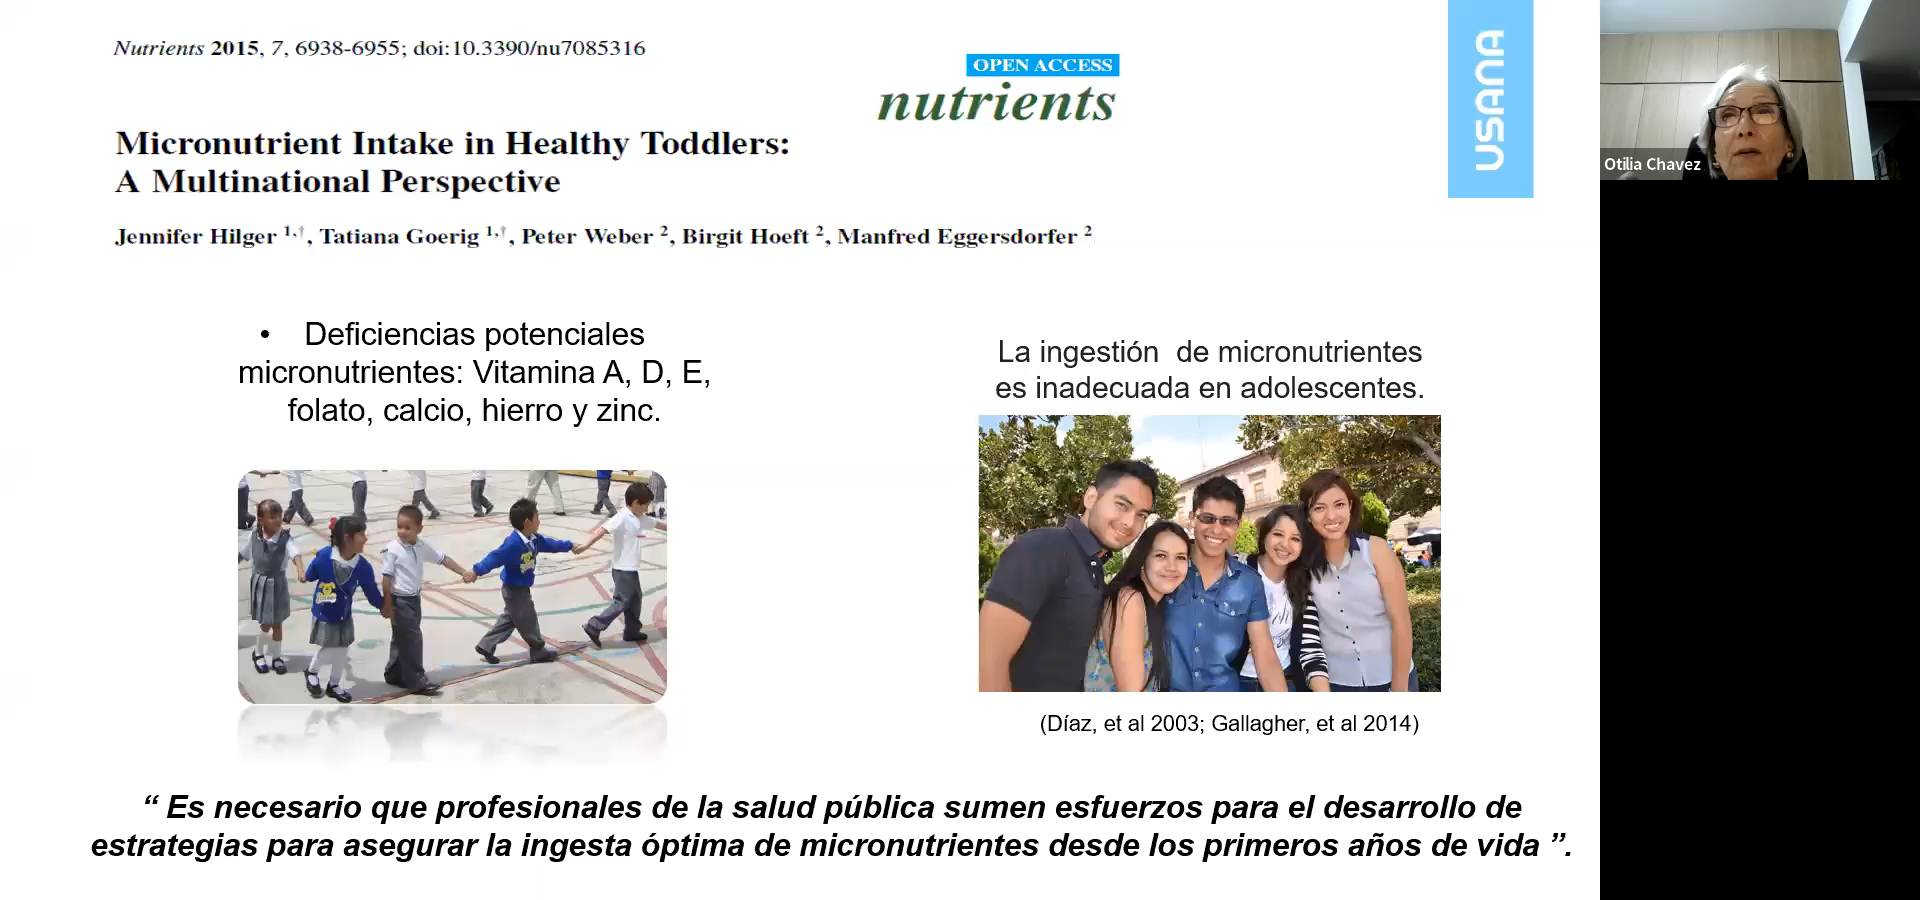 Nutrients 2015, 7, 6938-6955; doi:10.3390/nu7085316
OPEN ACCESS
nutrients
USANA
Micronutrient Intake in Healthy Toddlers:
A Multinational Perspective
Jennifer Hilger 1,†, Tatiana Goerig 1,†, Peter Weber 2, Birgit Hoeft 2, Manfred Eggersdorfer 2
• Deficiencias potenciales
micronutrientes: Vitamina A, D, E,
folato, calcio, hierro y zinc.
La ingestión de micronutrientes
es inadecuada en adolescentes.
(Díaz, et al 2003; Gallagher, et al 2014)
“ Es necesario que profesionales de la salud pública sumen esfuerzos para el desarrollo de
estrategias para asegurar la ingesta óptima de micronutrientes desde los primeros años de vida ”.
Otilia Chavez